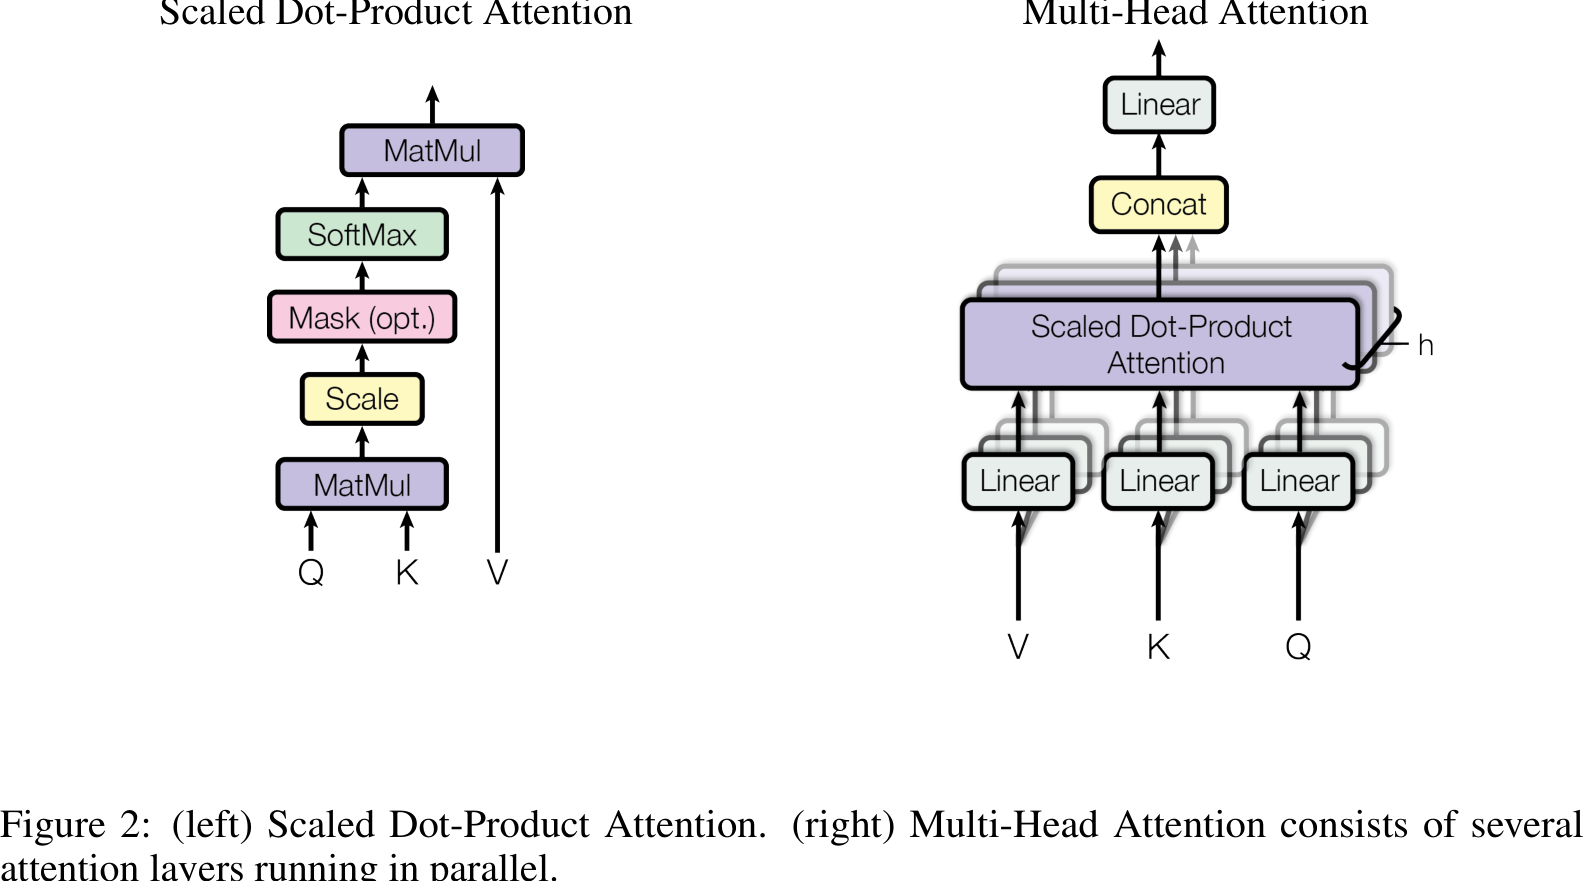 Scaled Dot-Product Attention
MatMul
SoftMax
Mask (opt.)
Scale
MatMul
Q K V
Multi-Head Attention
Linear
Concat
Scaled Dot-Product
Attention
h
Linear Linear Linear
V K Q
Figure 2: (left) Scaled Dot-Product Attention. (right) Multi-Head Attention consists of several
attention layers running in parallel.